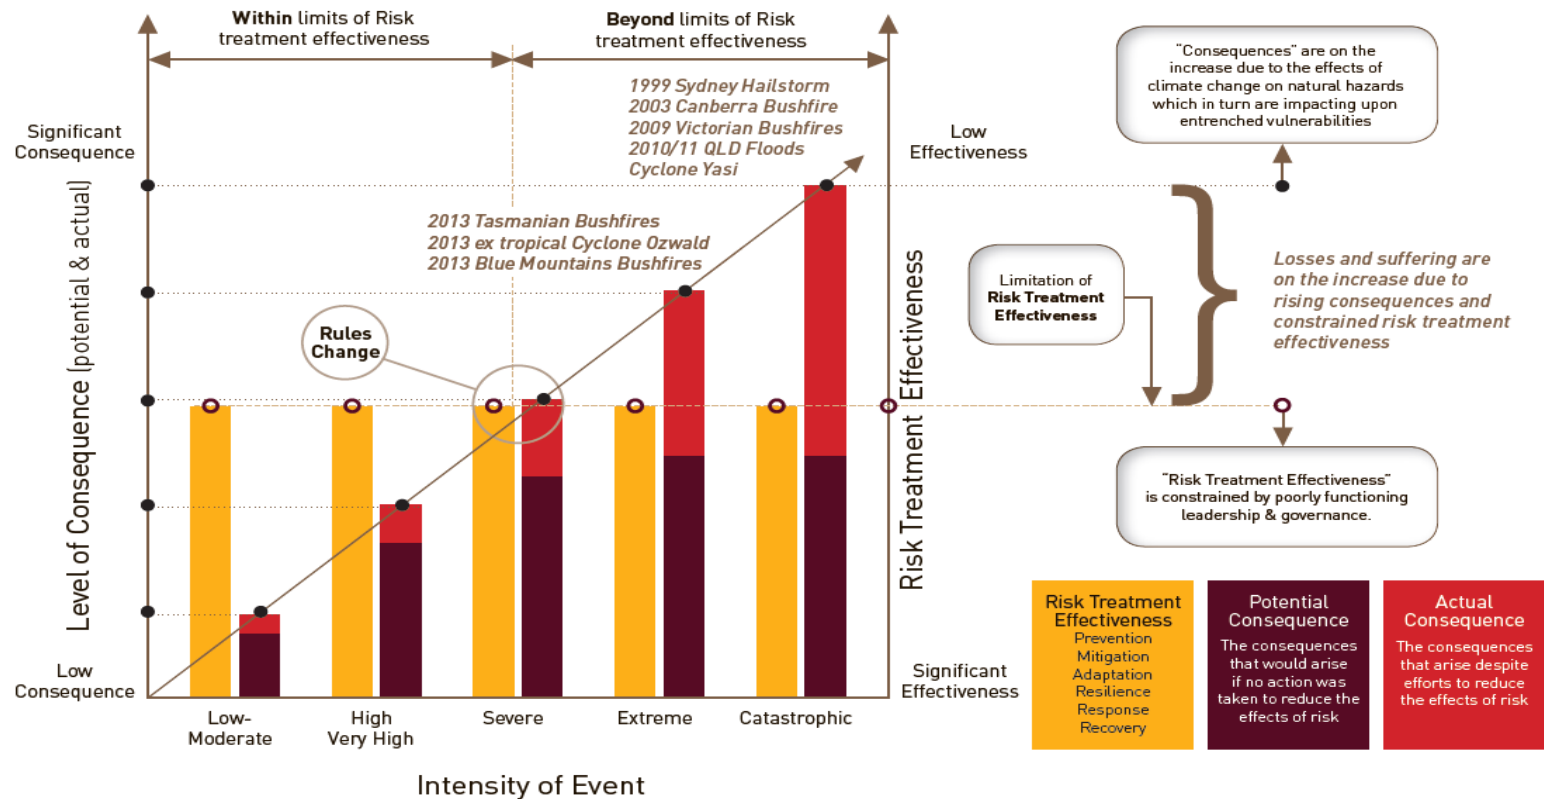 Within limits of Risk
treatment effectiveness
Beyond limits of Risk
treatment effectiveness
1999 Sydney Hailstorm
2003 Canberra Bushfire
2009 Victorian Bushfires
2010/11 QLD Floods
Cyclone Yasi
2013 Tasmanian Bushfires
2013 ex tropical Cyclone Ozwald
2013 Blue Mountains Bushfires
Rules
Change
Significant
Consequence
Level of Consequence (potential & actual)
Low
Consequence
Low
Effectiveness
Risk Treatment Effectiveness
Significant
Effectiveness
Low-
Moderate
High
Very High
Severe
Extreme
Catastrophic
Intensity of Event
“Consequences” are on the
increase due to the effects of
climate change on natural hazards
which in turn are impacting upon
entrenched vulnerabilities
Limitation of
Risk Treatment
Effectiveness
Losses and suffering are
on the increase due to
rising consequences and
constrained risk treatment
effectiveness
“Risk Treatment Effectiveness”
is constrained by poorly functioning
leadership & governance.
Risk Treatment
Effectiveness
Prevention
Mitigation
Adaptation
Resilience
Response
Recovery
Potential
Consequence
The consequences
that would arise
if no action was
taken to reduce the
effects of risk
Actual
Consequence
The consequences
that arise despite
efforts to reduce
the effects of risk